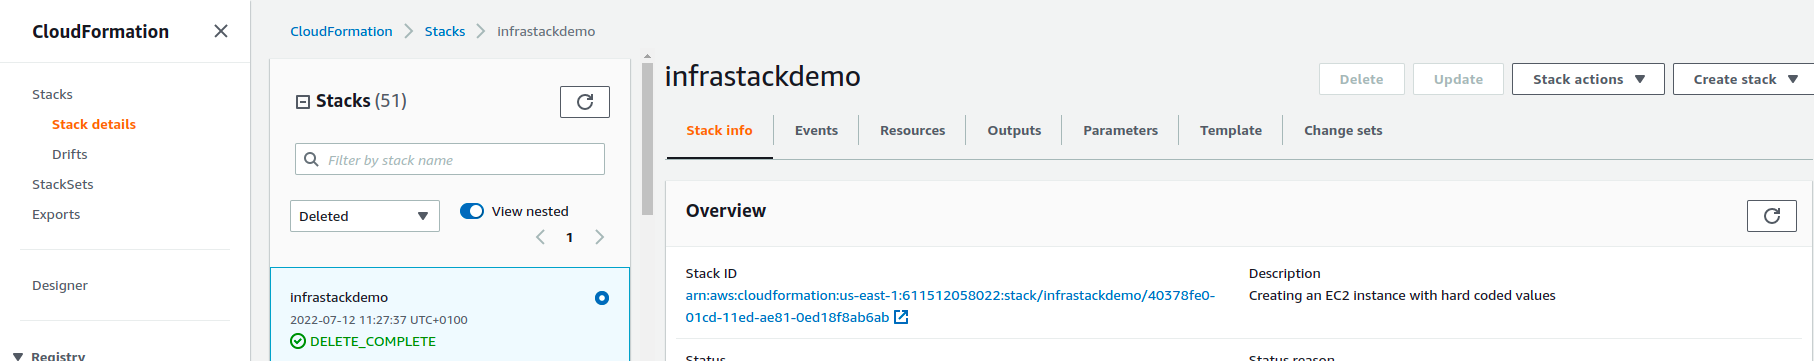 CloudFormation
Stacks
Stack details
Drifts
StackSets
Exports
Designer
Registry
CloudFormation Stacks infrastackdemo
Stacks (51)
Filter by stack name
Deleted
View nested
1
infrastackdemo
2022-07-12 11:27:37 UTC+0100
DELETE_COMPLETE
infrastackdemo
Delete Update Stack actions Create stack
Stack info Events Resources Outputs Parameters Template Change sets
Overview
Stack ID
arn:aws:cloudformation:us-east-1:611512058022:stack/infrastackdemo/40378fe0-
01cd-11ed-ae81-0ed18f8ab6ab
Description
Creating an EC2 instance with hard coded values
Status
Status reason